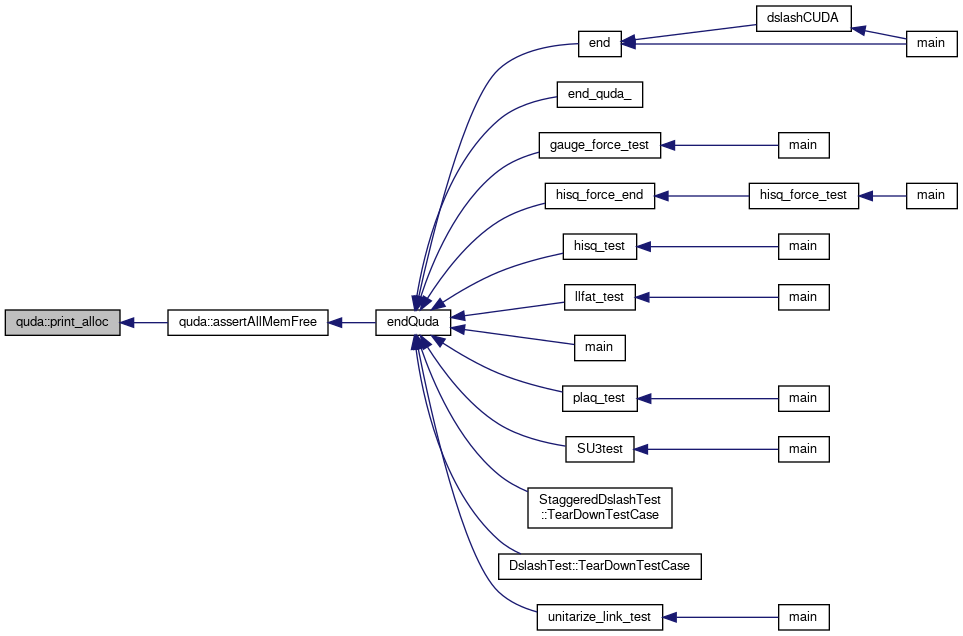 dslashCUDA
end
main
end_quda_
gauge_force_test
main
hisq_force_end
hisq_force_test
main
hisq_test
main
llfat_test
main
quda::print_alloc
quda::assertAllMemFree
endQuda
main
plaq_test
main
SU3test
main
StaggeredDslashTest
::TearDownTestCase
DslashTest::TearDownTestCase
unitarize_link_test
main